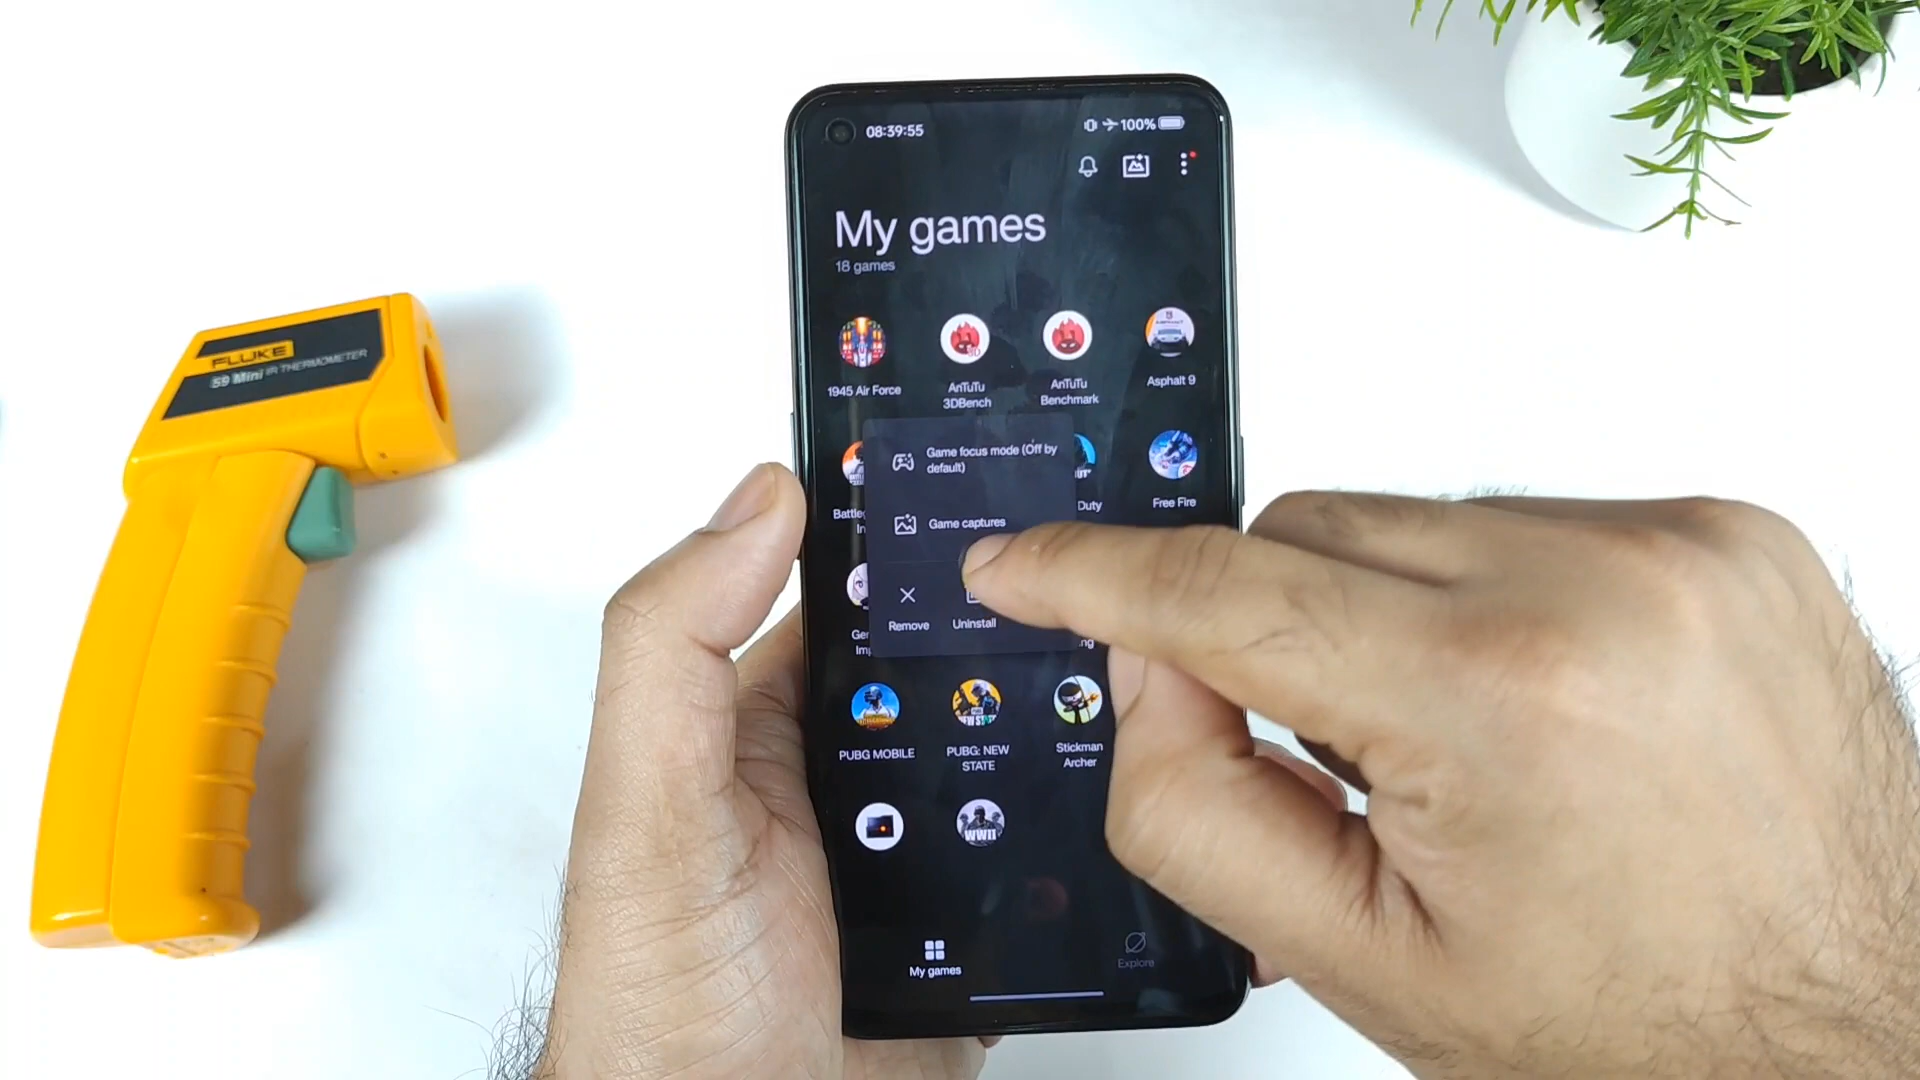 08:39:55
100%
My games
18 games
FLUKE
59 Mini IR THERMOMETER
1945 Air Force
AnTuTu
3DBench
AnTuTu
Benchmark
Asphalt 9
Game focus mode (Off by
default)
Duty
Free Fire
Game captures
Remove
Uninstall
PUBG MOBILE
PUBG: NEW
STATE
Stickman
Archer
WWII
My games
Explore